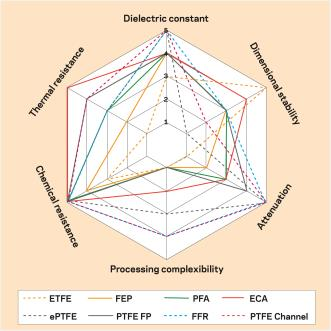 Dielectric constant
5
4
3
2
1
Thermal resistance
Dimensional stability
Chemical resistance
Attenuation
Processing complexibility
ETFE FEP PFA ECA
ePTFE PTFE FP FFR PTFE Channel